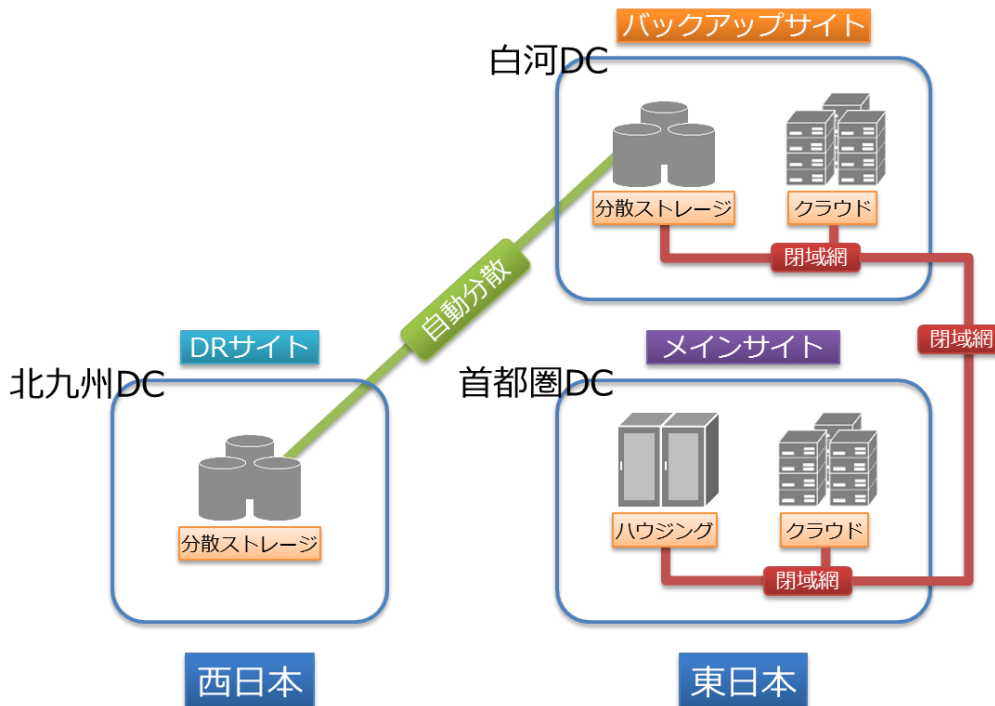 バックアップサイト
白河DC
分散ストレージ
クラウド
閉域網
自動分散
閉域網
DRサイト
メインサイト
北九州DC
首都圏DC
分散ストレージ
ハウジング
クラウド
閉域網
西日本
東日本